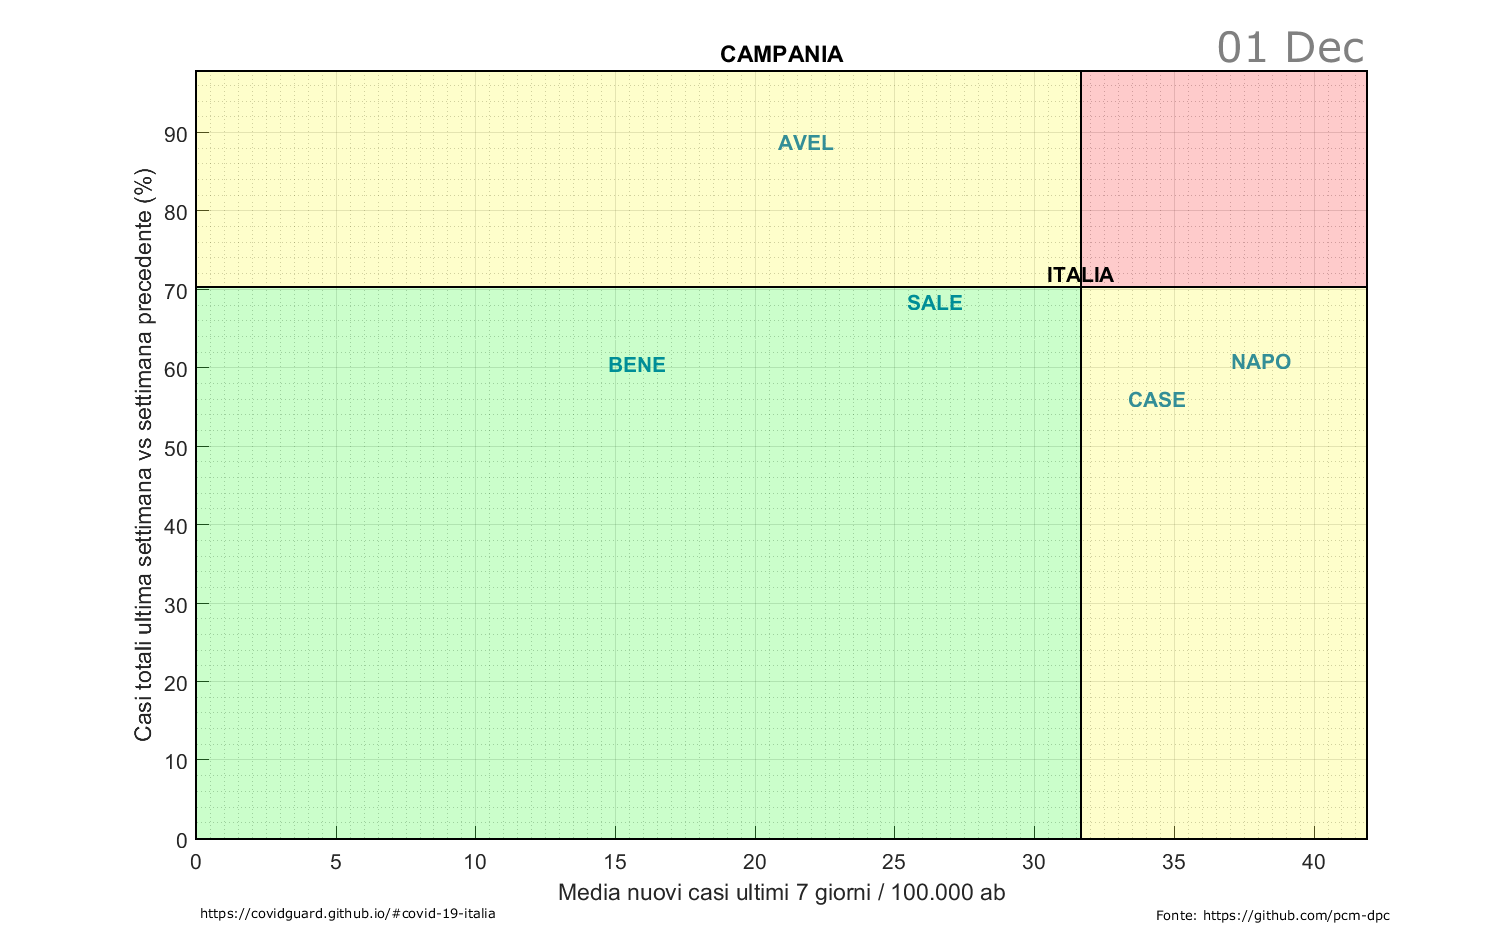 01 Dec
CAMPANIA
Casi totali ultima settimana vs settimana precedente (%)
90
80
70
60
50
40
30
20
10
0
AVEL
ITALIA
SALE
BENE
NAPO
CASE
0 5 10 15 20 25 30 35 40
Media nuovi casi ultimi 7 giorni / 100.000 ab
https://covidguard.github.io/#covid-19-italia
Fonte: https://github.com/pcm-dpc